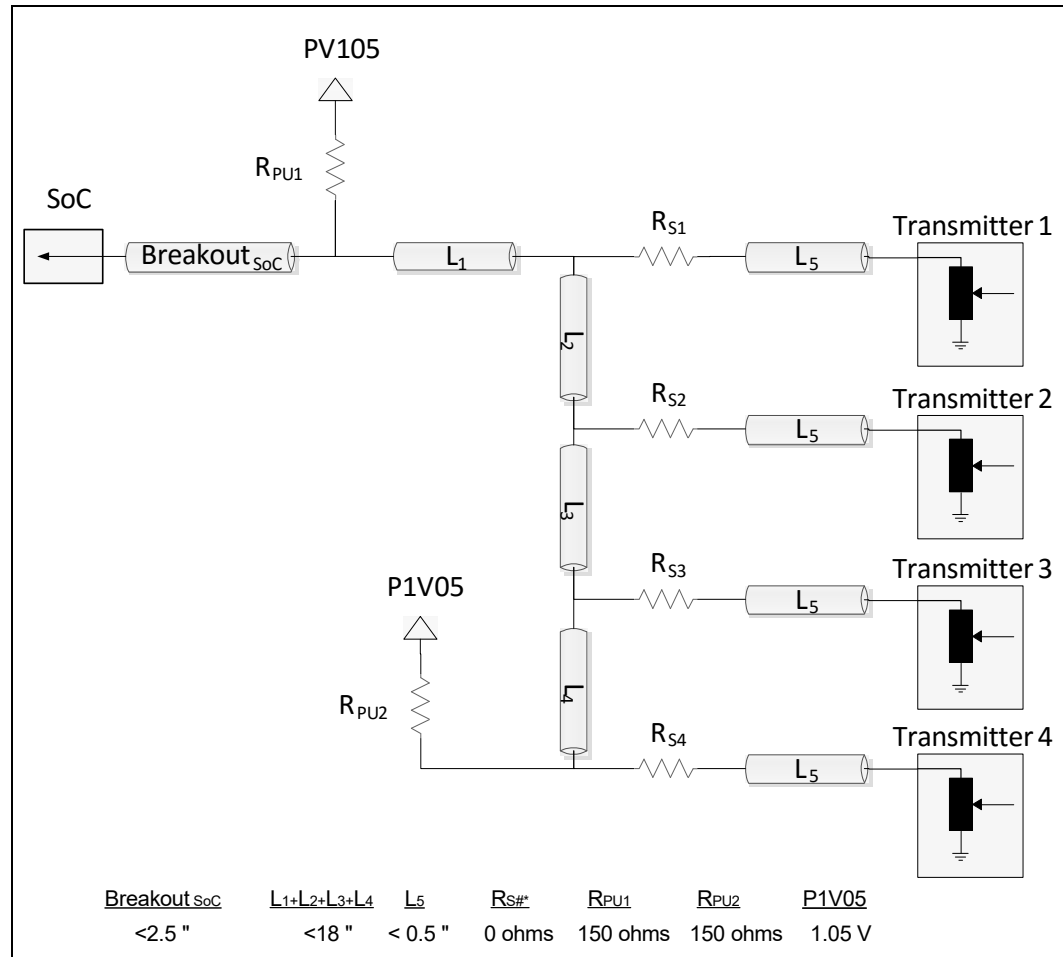 PV105
RPU1
SoC
BreakoutSoC
L1
RS1
L5
Transmitter 1
L2
RS2
L5
Transmitter 2
L3
P1V05
RS3
L5
Transmitter 3
RPU2
L4
RS4
L5
Transmitter 4
Breakout SoC L1+L2+L3+L4 L5 RS#* RPU1 RPU2 P1V05
<2.5 " <18 " < 0.5 " 0 ohms 150 ohms 150 ohms 1.05 V